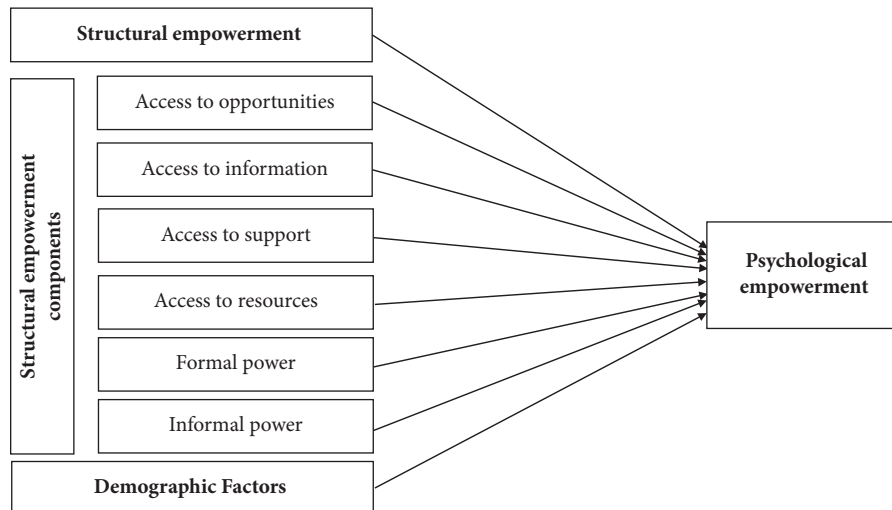 Structural empowerment
Structural empowerment
components
Access to opportunities
Access to information
Access to support
Access to resources
Formal power
Informal power
Demographic Factors
Psychological
empowerment